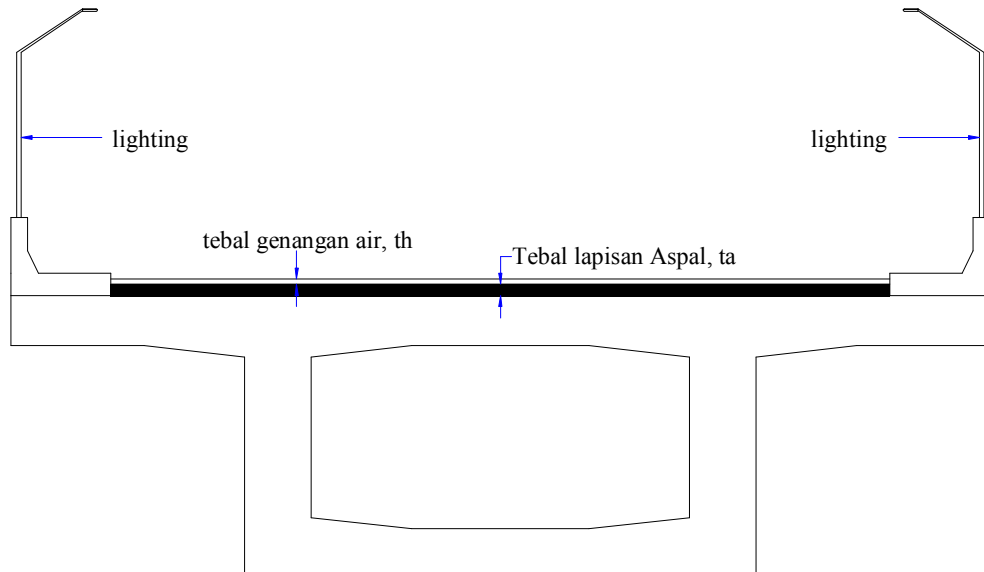 lighting
lighting
tebal genangan air, th
Tebal lapisan Aspal, ta